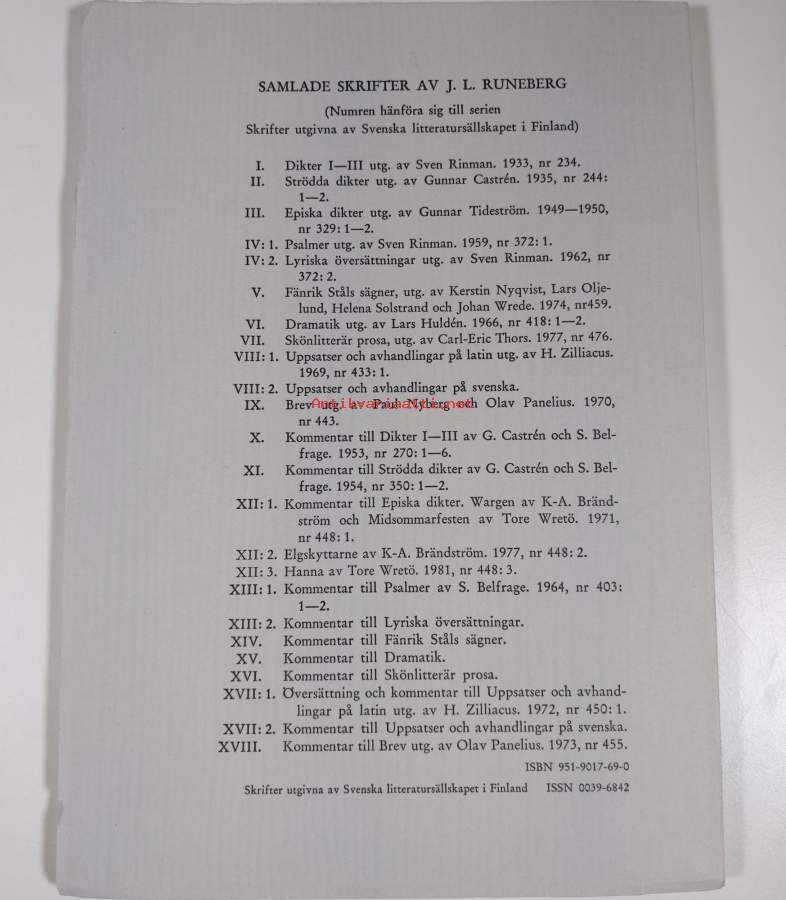 SAMLADE SKRIFTER AV J. L. RUNEBERG
(Numren hänföra sig till serien
Skrifter utgivna av Svenska litteratursällskapet i Finland)
I. Dikter I—III utg. av Sven Rinman. 1933, nr 234.
II. Strödda dikter utg. av Gunnar Castrén. 1935, nr 244:
1—2.
III. Episka dikter utg. av Gunnar Tideström. 1949—1950,
nr 329: 1—2.
IV: 1. Psalmer utg. av Sven Rinman. 1959, nr 372: 1.
IV: 2. Lyriska översättningar utg. av Sven Rinman. 1962, nr
372: 2.
V. Fänrik Ståls sägner, utg. av Kerstin Nyqvist, Lars Olje-
lund, Helena Solstrand och Johan Wrede. 1974, nr459.
VI. Dramatik utg. av Lars Huldén. 1966, nr 418: 1—2.
VII. Skönlitterär prosa, utg. av Carl-Eric Thors. 1977, nr 476.
VIII: 1. Uppsatser och avhandlingar på latin utg. av H. Zilliacus.
1969, nr 433: 1.
VIII: 2. Uppsatser och avhandlingar på svenska.
IX. Brev utg. av Paul Nyberg och Olav Panelius. 1970,
Antikvariaatti.net
nr 443.
X. Kommentar till Dikter I—III av G. Castrén och S. Bel-
frage. 1953, nr 270: 1—6.
XI. Kommentar till Strödda dikter av G. Castrén och S. Bel-
frage. 1954, nr 350: 1—2.
XII: 1. Kommentar till Episka dikter. Wargen av K-A. Bränd-
ström och Midsommarfesten av Tore Wretö. 1971,
nr 448: 1.
XII: 2. Elgskyttarne av K-A. Brändström. 1977, nr 448: 2.
XII: 3. Hanna av Tore Wretö. 1981, nr 448: 3.
XIII: 1. Kommentar till Psalmer av S. Belfrage. 1964, nr 403:
1—2.
XIII: 2. Kommentar till Lyriska översättningar.
XIV. Kommentar till Fänrik Ståls sägner.
XV. Kommentar till Dramatik.
XVI. Kommentar till Skönlitterär prosa.
XVII: 1. Översättning och kommentar till Uppsatser och avhand-
lingar på latin utg. av H. Zilliacus. 1972, nr 450: 1.
XVII: 2. Kommentar till Uppsatser och avhandlingar på svenska.
XVIII. Kommentar till Brev utg. av Olav Panelius. 1973, nr 455.
ISBN 951-9017-69-0
Skrifter utgivna av Svenska litteratursällskapet i Finland ISSN 0039-6842